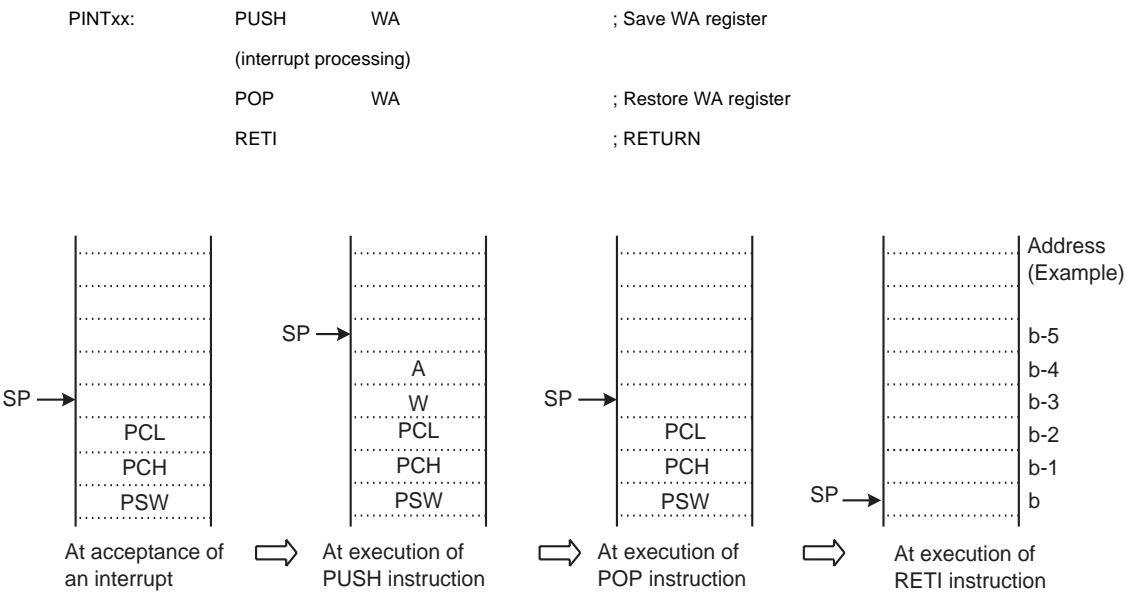 PINTxx: PUSH WA ; Save WA register
(interrupt processing)
POP WA ; Restore WA register
RETI ; RETURN
Address
(Example)
SP b-5
A b-4
SP W SP b-3
PCL PCL PCL b-2
PCH PCH PCH b-1
PSW PSW PSW SP b
At acceptance of
an interrupt
At execution of
PUSH instruction
At execution of
POP instruction
At execution of
RETI instruction